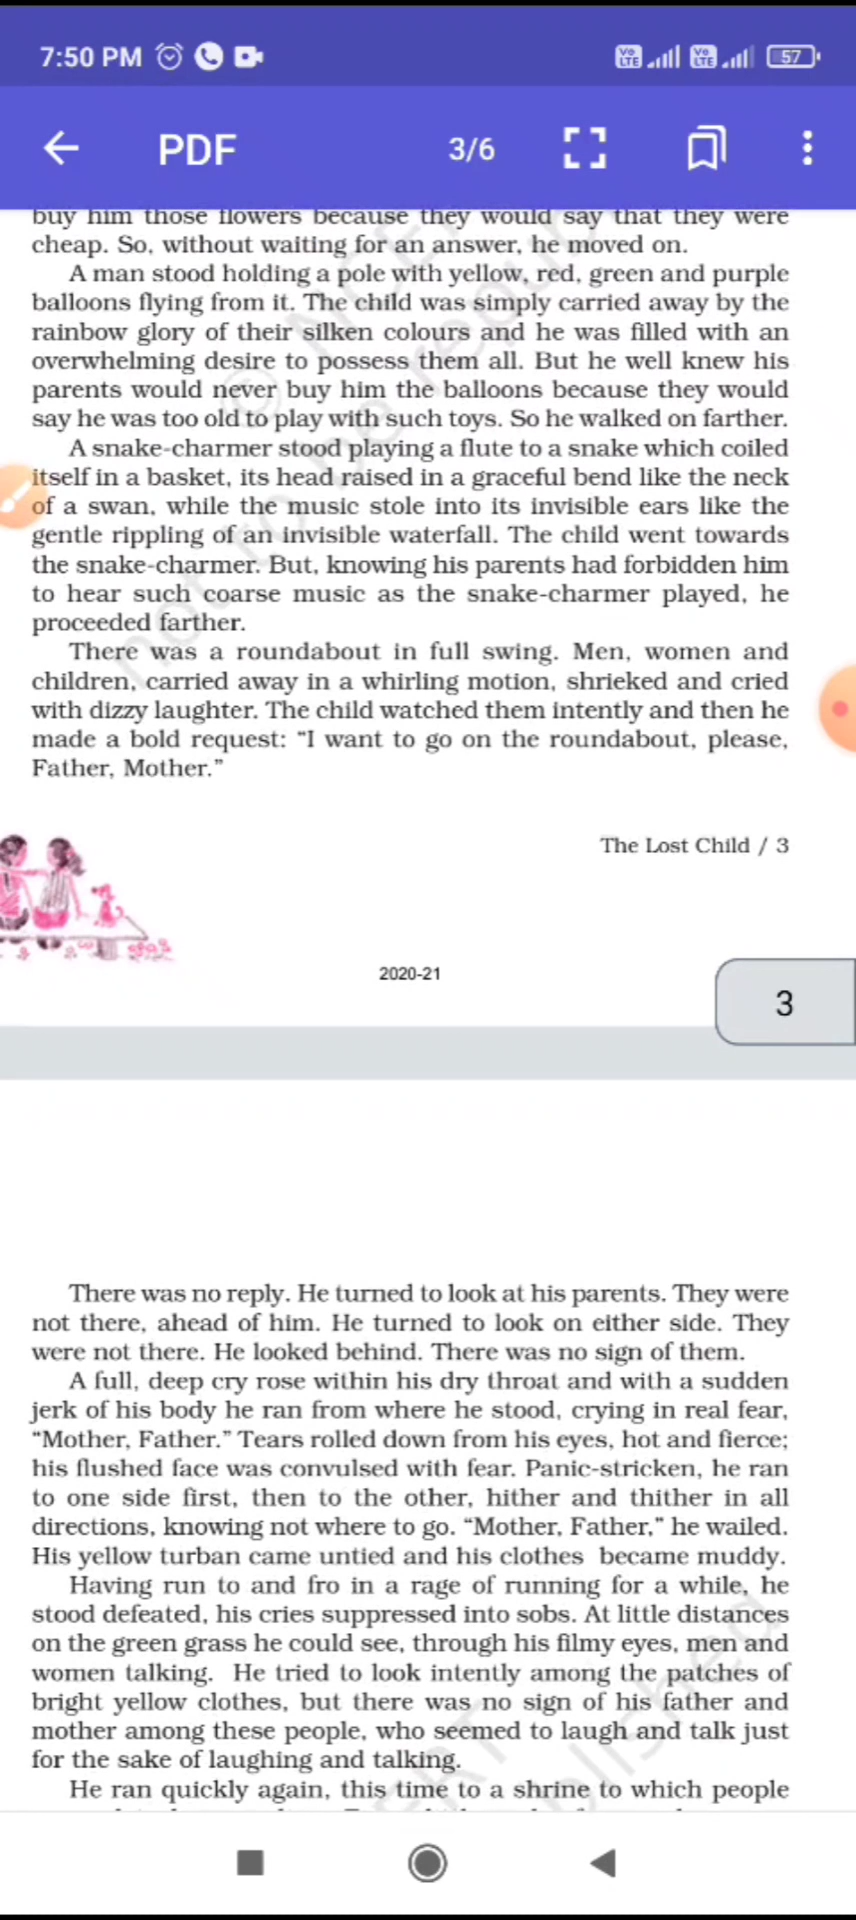 7:50 PM
Vo LTE
Vo LTE
57
PDF
3/6
buy him those flowers because they would say that they were
cheap. So, without waiting for an answer, he moved on.
A man stood holding a pole with yellow, red, green and purple
balloons flying from it. The child was simply carried away by the
rainbow glory of their silken colours and he was filled with an
overwhelming desire to possess them all. But he well knew his
parents would never buy him the balloons because they would
say he was too old to play with such toys. So he walked on farther.
A snake-charmer stood playing a flute to a snake which coiled
itself in a basket, its head raised in a graceful bend like the neck
of a swan, while the music stole into its invisible ears like the
gentle rippling of an invisible waterfall. The child went towards
the snake-charmer. But, knowing his parents had forbidden him
to hear such coarse music as the snake-charmer played, he
proceeded farther.
There was a roundabout in full swing. Men, women and
children, carried away in a whirling motion, shrieked and cried
with dizzy laughter. The child watched them intently and then he
made a bold request: “I want to go on the roundabout, please,
Father, Mother.”
The Lost Child / 3
2020-21
3
There was no reply. He turned to look at his parents. They were
not there, ahead of him. He turned to look on either side. They
were not there. He looked behind. There was no sign of them.
A full, deep cry rose within his dry throat and with a sudden
jerk of his body he ran from where he stood, crying in real fear,
“Mother, Father.” Tears rolled down from his eyes, hot and fierce;
his flushed face was convulsed with fear. Panic-stricken, he ran
to one side first, then to the other, hither and thither in all
directions, knowing not where to go. “Mother, Father,” he wailed.
His yellow turban came untied and his clothes became muddy.
Having run to and fro in a rage of running for a while, he
stood defeated, his cries suppressed into sobs. At little distances
on the green grass he could see, through his filmy eyes, men and
women talking. He tried to look intently among the patches of
bright yellow clothes, but there was no sign of his father and
mother among these people, who seemed to laugh and talk just
for the sake of laughing and talking.
He ran quickly again, this time to a shrine to which people